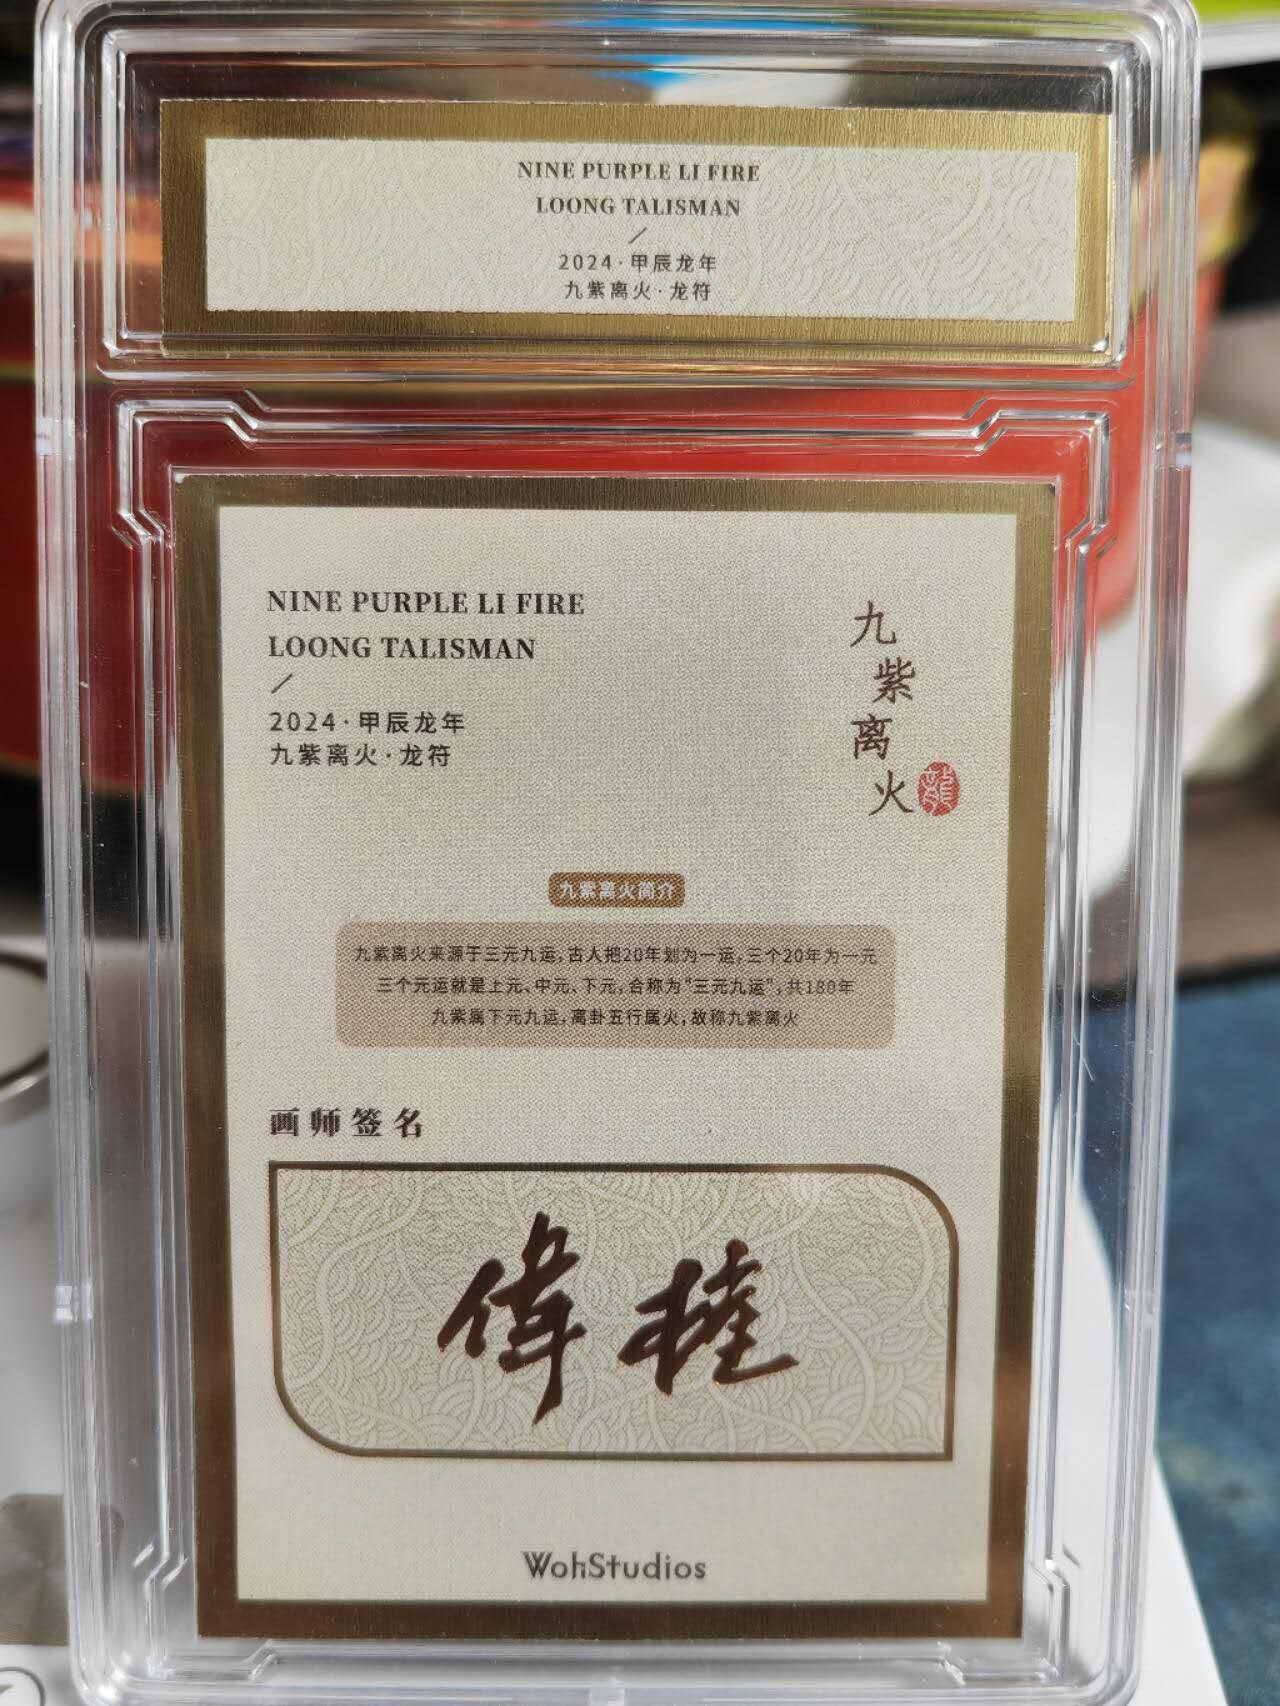 NINE PURPLE LI FIRE
LOONG TALISMAN
/
2024·甲辰龙年
九紫离火·龙符
NINE PURPLE LI FIRE
LOONG TALISMAN
/
2024·甲辰龙年
九紫离火·龙符
九紫离火
龍
九紫离火简介
九紫离火来源于三元九运,古人把20年划为一运,三个20年为一元
三个元运就是上元、中元、下元,合称为“三元九运”,共180年
九紫属下元九运,离卦五行属火,故称九紫离火
画师签名
偉
WohStudios